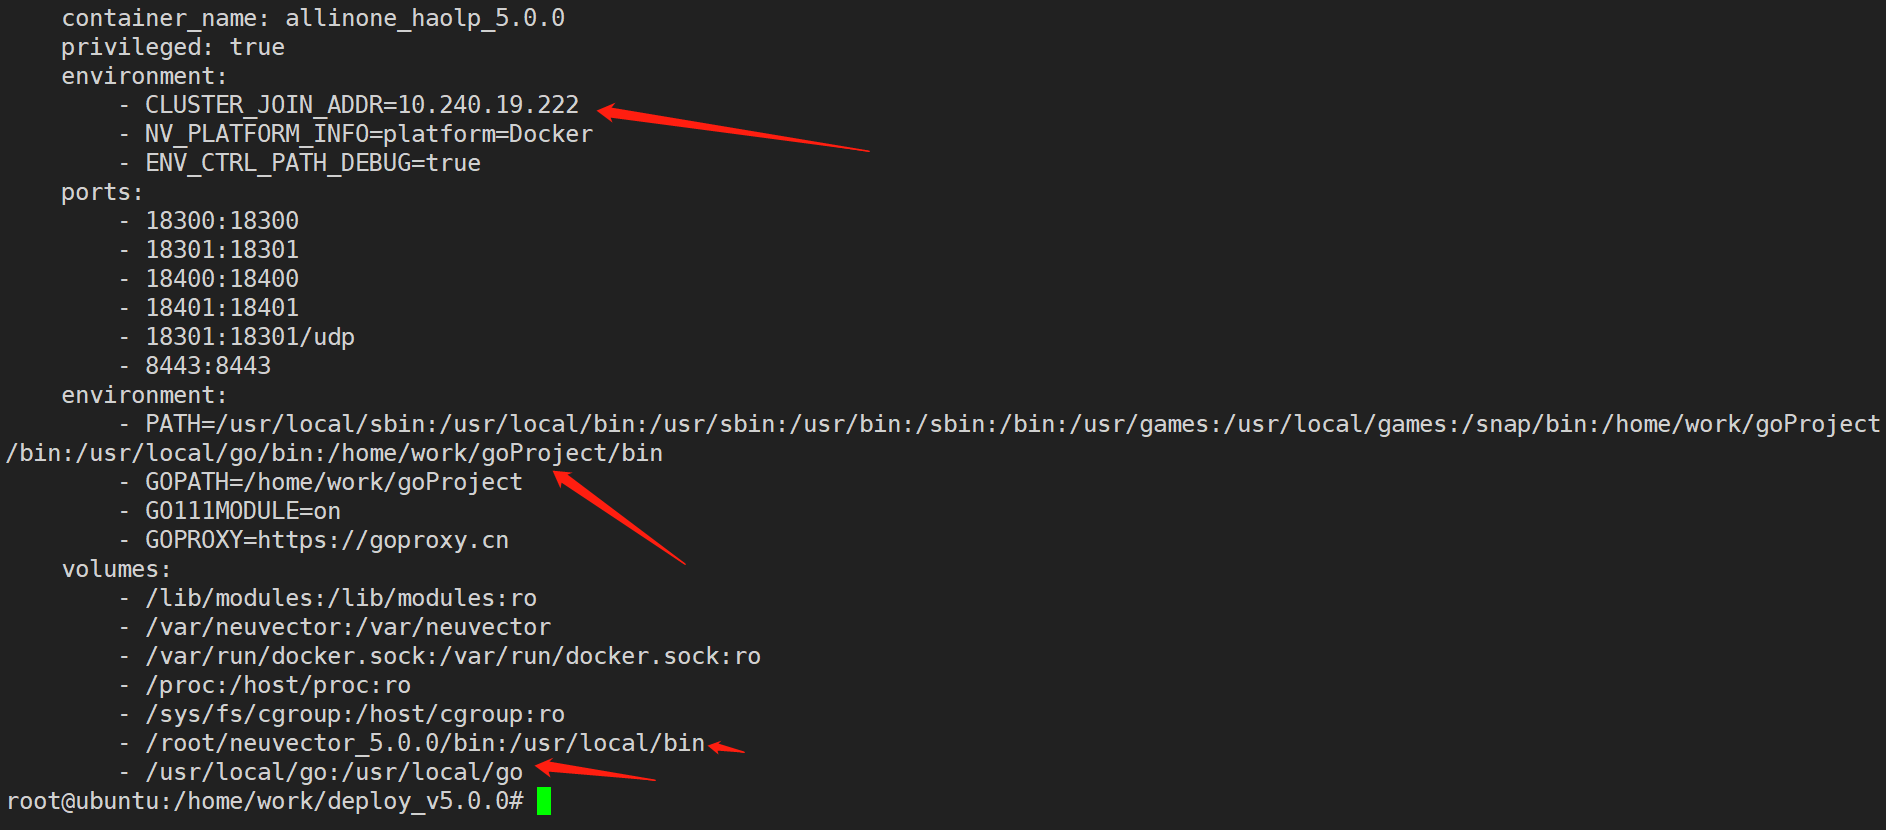 container_name: allinone_haolp_5.0.0
privileged: true
environment:
- CLUSTER_JOIN_ADDR=10.240.19.222
- NV_PLATFORM_INFO=platform=Docker
- ENV_CTRL_PATH_DEBUG=true
ports:
- 18300:18300
- 18301:18301
- 18400:18400
- 18401:18401
- 18301:18301/udp
- 8443:8443
environment:
- PATH=/usr/local/sbin:/usr/local/bin:/usr/sbin:/usr/bin:/sbin:/bin:/usr/games:/usr/local/games:/snap/bin:/home/work/goProject
/bin:/usr/local/go/bin:/home/work/goProject/bin
- GOPATH=/home/work/goProject
- GO111MODULE=on
- GOPROXY=https://goproxy.cn
volumes:
- /lib/modules:/lib/modules:ro
- /var/neuvector:/var/neuvector
- /var/run/docker.sock:/var/run/docker.sock:ro
- /proc:/host/proc:ro
- /sys/fs/cgroup:/host/cgroup:ro
- /root/neuvector_5.0.0/bin:/usr/local/bin
- /usr/local/go:/usr/local/go
root@ubuntu:/home/work/deploy_v5.0.0#